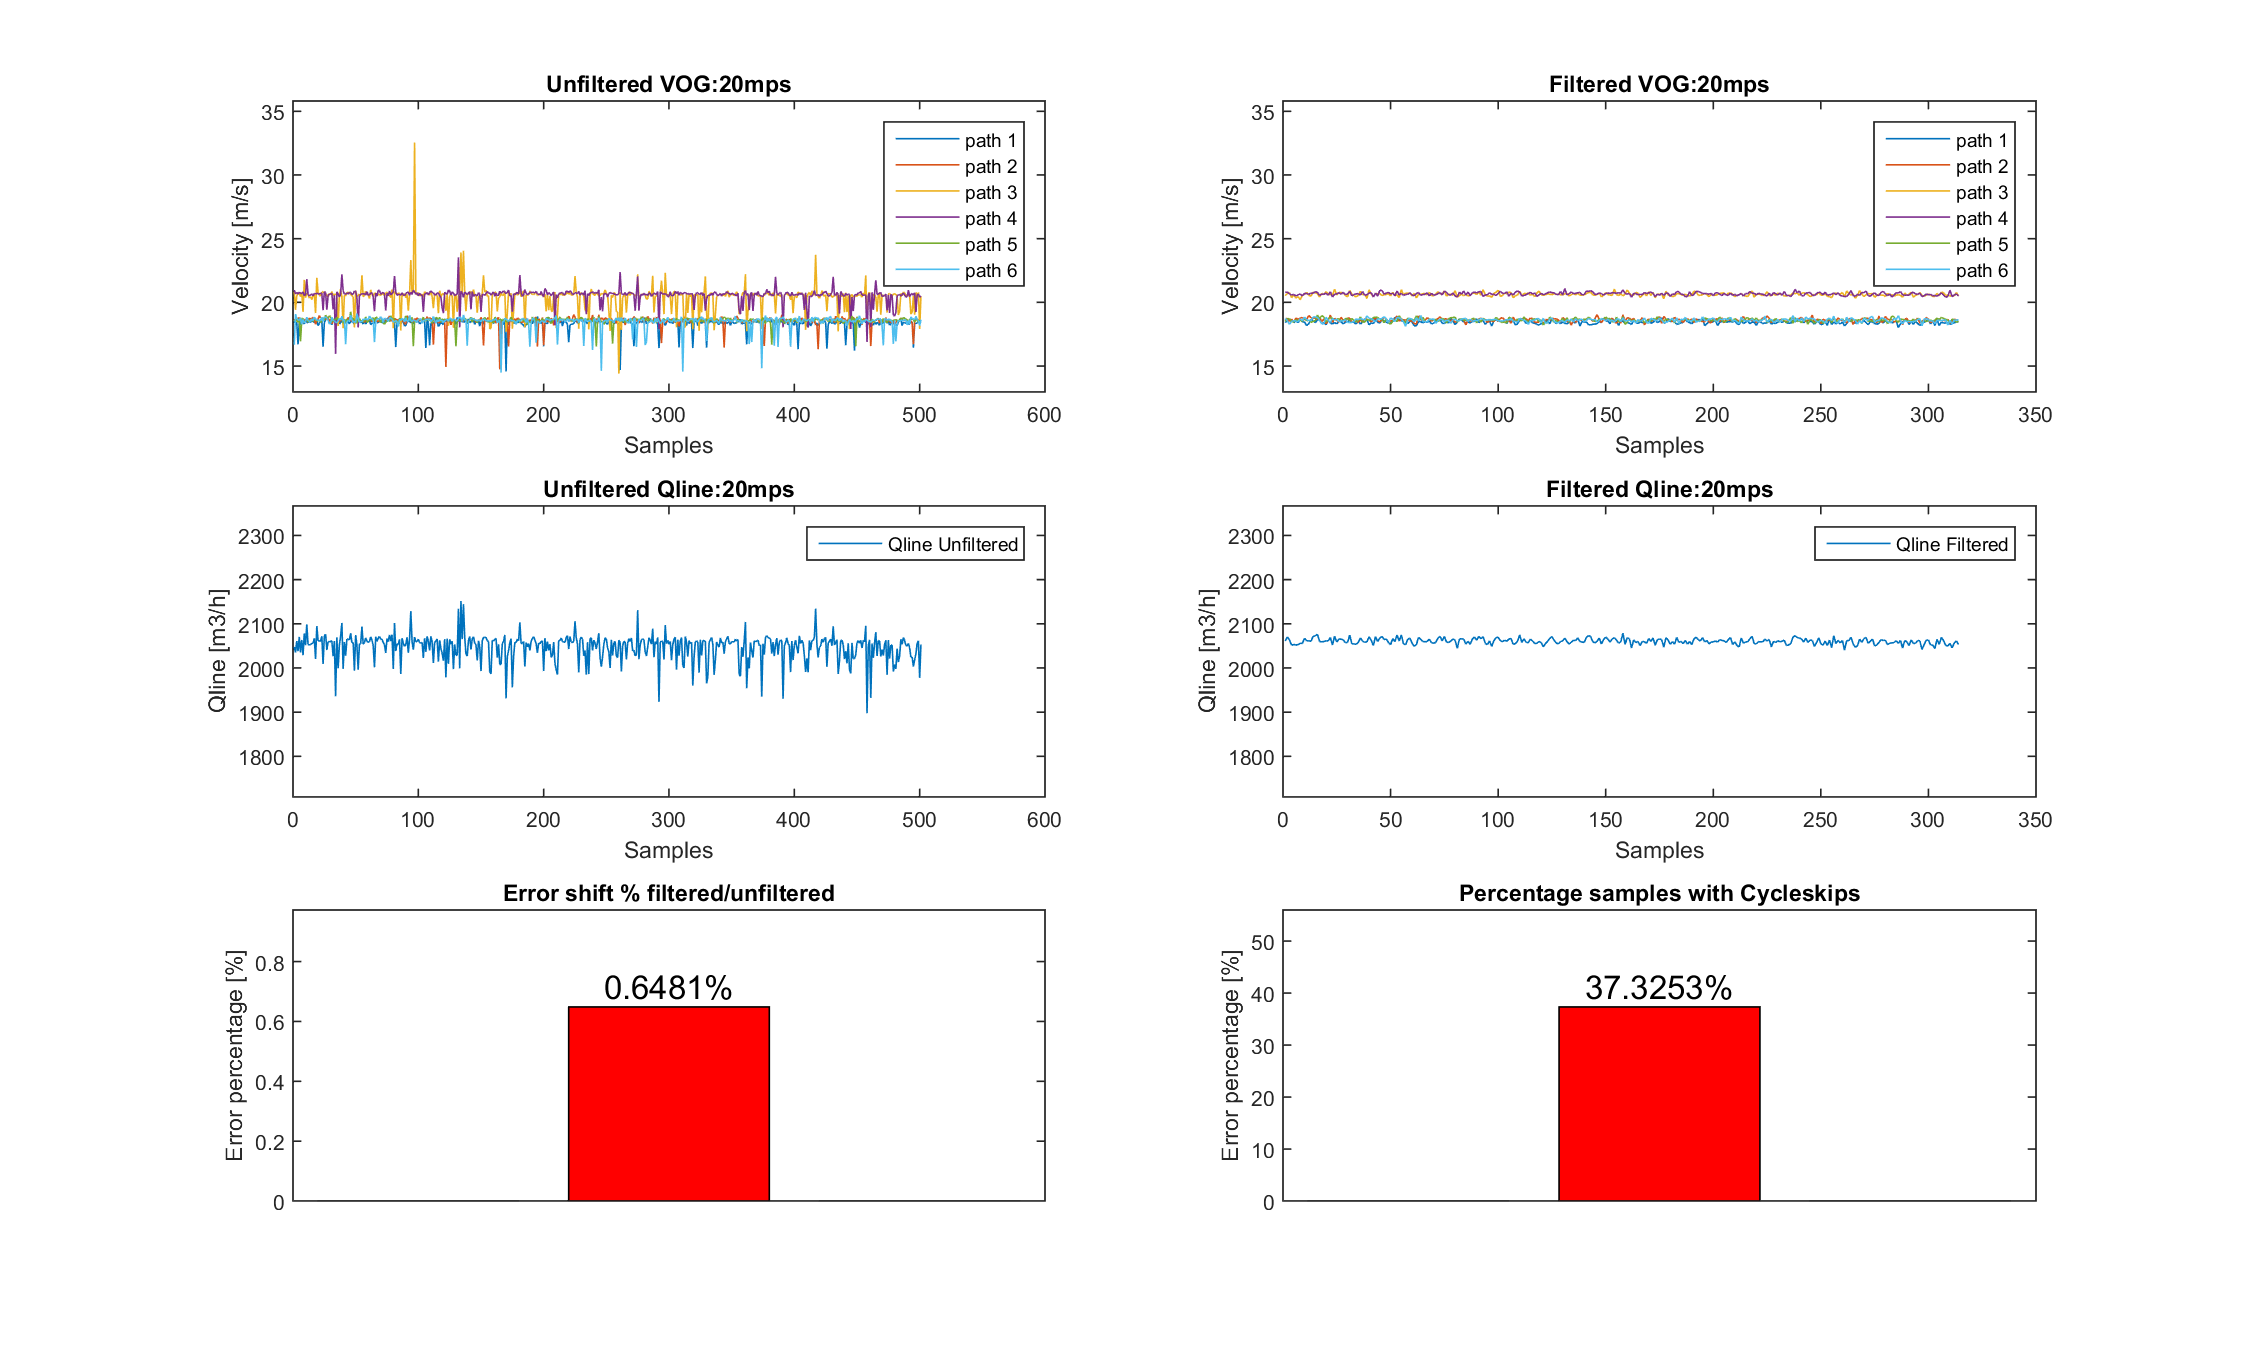 Unfiltered VOG:20mps
35
30
25
20
15
Velocity [m/s]
path 1
path 2
path 3
path 4
path 5
path 6
0 100 200 300 400 500 600
Samples
Filtered VOG:20mps
35
30
25
20
15
Velocity [m/s]
path 1
path 2
path 3
path 4
path 5
path 6
0 50 100 150 200 250 300 350
Samples
Unfiltered Qline:20mps
2300
2200
2100
2000
1900
1800
Qline [m3/h]
Qline Unfiltered
0 100 200 300 400 500 600
Samples
Filtered Qline:20mps
2300
2200
2100
2000
1900
1800
Qline [m3/h]
Qline Filtered
0 50 100 150 200 250 300 350
Samples
Error shift % filtered/unfiltered
0.8
0.6
0.4
0.2
0
Error percentage [%]
0.6481%
Percentage samples with Cycleskips
50
40
30
20
10
0
Error percentage [%]
37.3253%